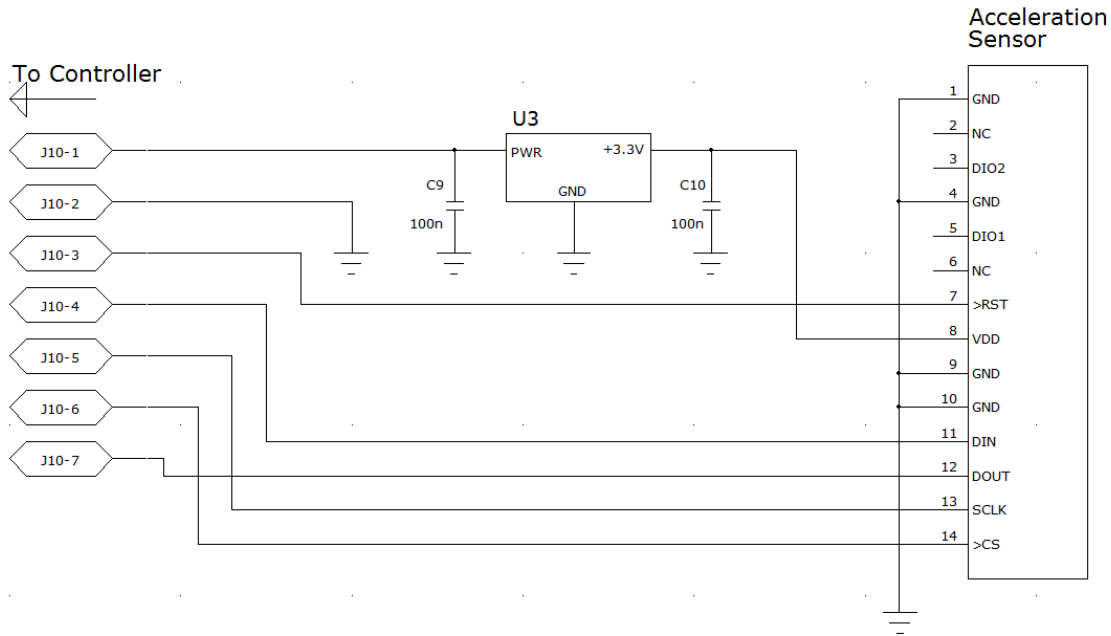 Acceleration
Sensor
To Controller
J10-1
J10-2
J10-3
J10-4
J10-5
J10-6
J10-7
U3
PWR
+3.3V
GND
C9
100n
C10
100n
1 GND
2 NC
3 DIO2
4 GND
5 DIO1
6 NC
7 >RST
8 VDD
9 GND
10 GND
11 DIN
12 DOUT
13 SCLK
14 >CS